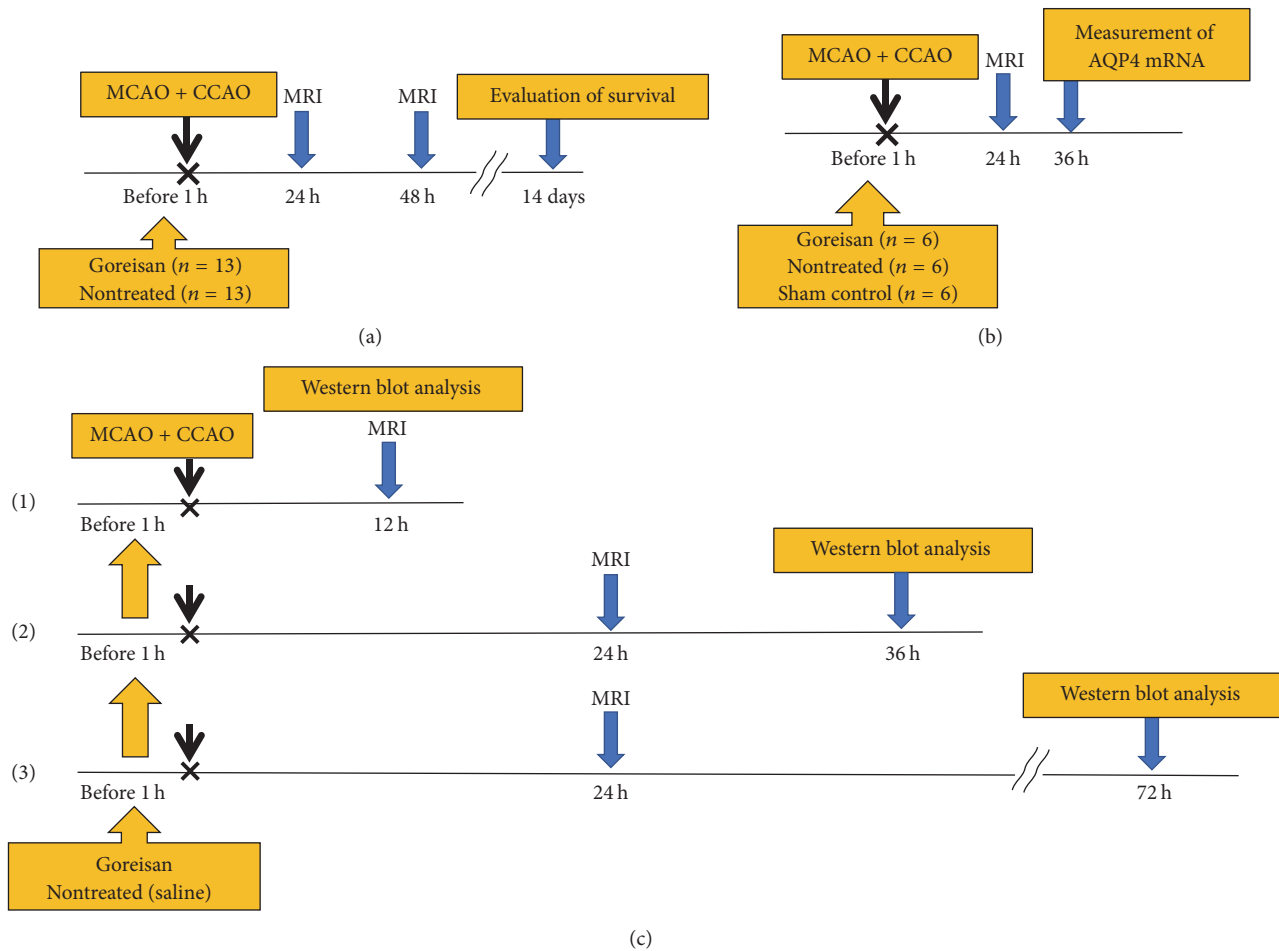 MCAO + CCAO
MRI
MRI
Evaluation of survival
Before 1 h
24 h
48 h
14 days
Goreisan (n = 13)
Nontreated (n = 13)
(a)
MCAO + CCAO
MRI
Measurement of
AQP4 mRNA
Before 1 h
24 h
36 h
Goreisan (n = 6)
Nontreated (n = 6)
Sham control (n = 6)
(b)
Western blot analysis
MCAO + CCAO
MRI
(1)
Before 1 h
12 h
MRI
Western blot analysis
(2)
Before 1 h
24 h
36 h
MRI
Western blot analysis
(3)
Before 1 h
24 h
72 h
Goreisan
Nontreated (saline)
(c)